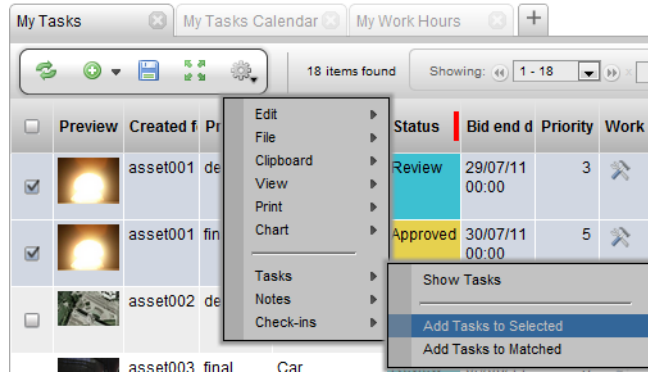 My Tasks
My Tasks Calendar
My Work Hours
18 items found
Showing:
1 - 18
Preview
Created f
Pr
Status
Bid end d
Priority
Work
Edit
File
Clipboard
View
Print
Chart
Tasks
Notes
Check-ins
asset001
de
Review
29/07/11
00:00
3
asset001
fin
Approved
30/07/11
00:00
5
Show Tasks
Add Tasks to Selected
Add Tasks to Matched
asset002
de
asset003
final
Car